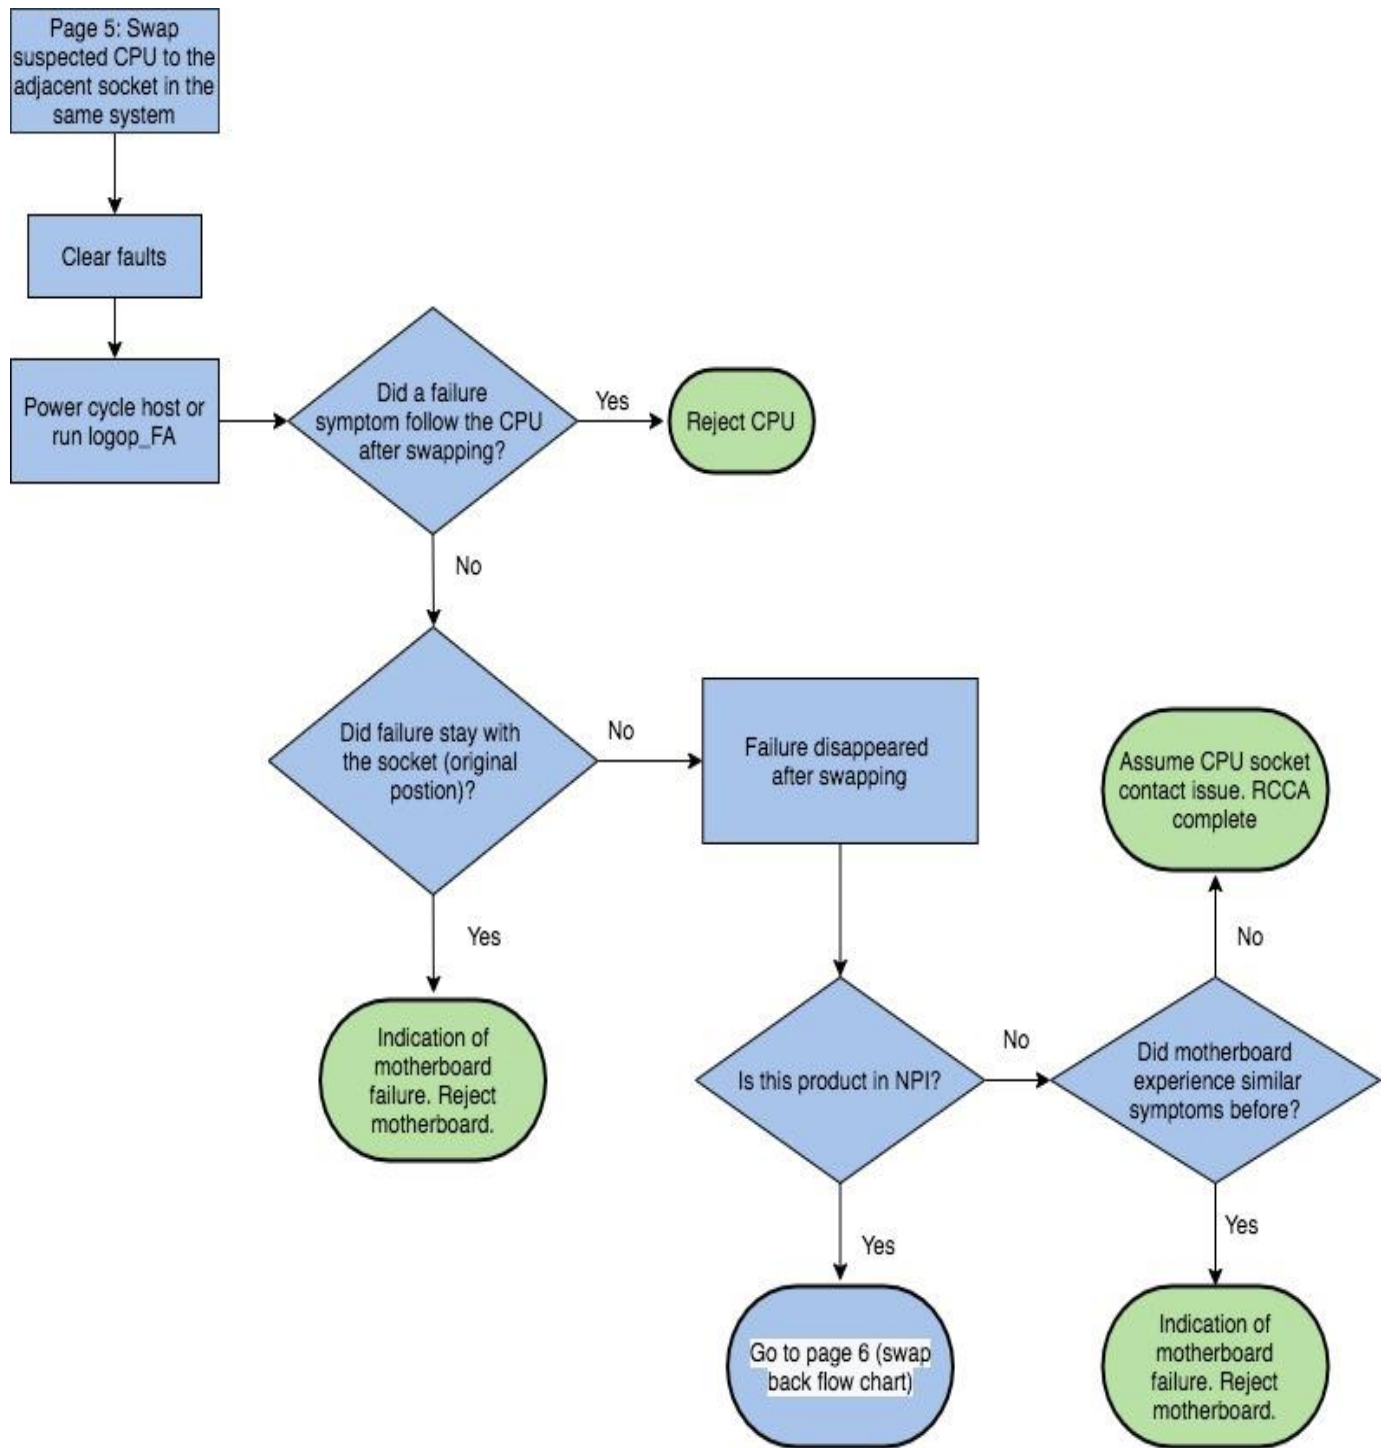 Page 5: Swap
suspected CPU to the
adjacent socket in the
same system
Clear faults
Power cycle host or
run logop_FA
Did a failure
symptom follow the CPU
after swapping?
Yes
Reject CPU
No
Did failure stay with
the socket (original
postion)?
No
Failure disappeared
after swapping
Assume CPU socket
contact issue. RCCA
complete
Yes
No
Indication of
motherboard
failure. Reject
motherboard.
Is this product in NPI?
No
Did motherboard
experience similar
symptoms before?
Yes
Yes
Go to page 6 (swap
back flow chart)
Indication of
motherboard
failure. Reject
motherboard.